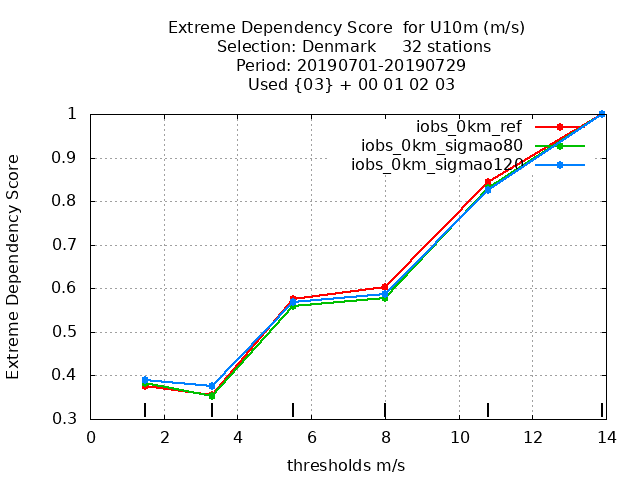 Extreme Dependency Score  for U10m (m/s)
Selection: Denmark     32 stations
Period: 20190701-20190729
Used {03} + 00 01 02 03
iobs_0km_ref
iobs_0km_sigmao80
iobs_0km_sigmao120
Extreme Dependency Score
1
0.9
0.8
0.7
0.6
0.5
0.4
0.3
0 2 4 6 8 10 12 14
thresholds m/s